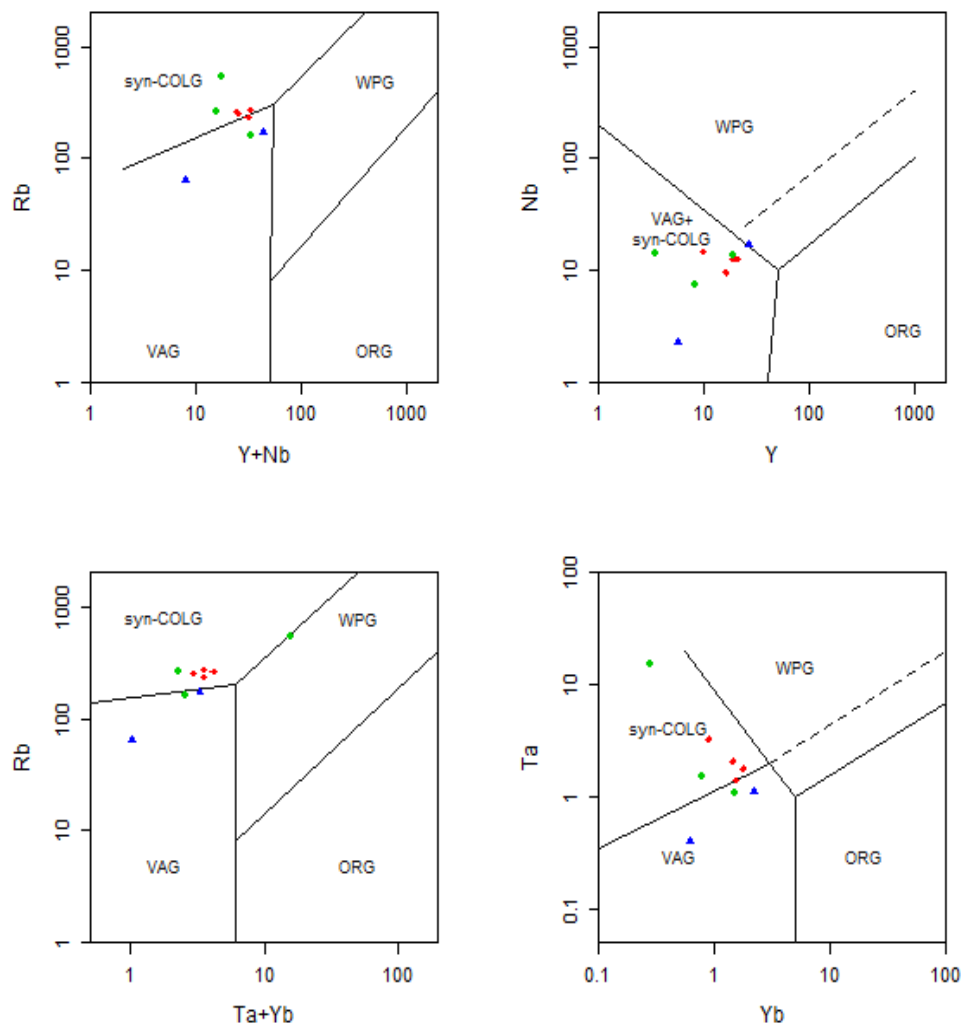 1000
syn-COLG
WPG
100
Rb
10
VAG
ORG
1
1
10
100
1000
Y+Nb
1000
WPG
100
Nb
VAG+
syn-COLG
10
ORG
1
1
10
100
1000
Y
1000
syn-COLG
WPG
100
Rb
10
VAG
ORG
1
1
10
100
Ta+Yb
100
WPG
10
syn-COLG
Ta
1
VAG
ORG
0.1
0.1
1
10
100
Yb